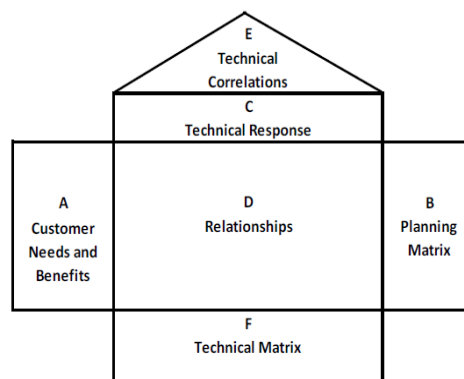 E
Technical
Correlations
C
Technical Response
A
Customer
Needs and
Benefits
D
Relationships
B
Planning
Matrix
F
Technical Matrix